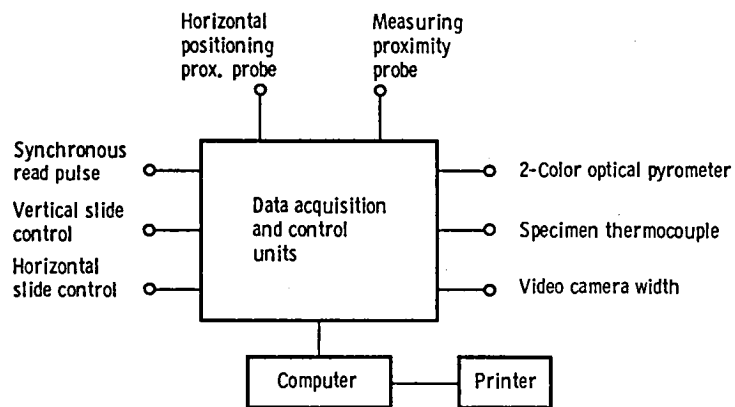 Horizontal
positioning
prox. probe
Measuring
proximity
probe
Synchronous
read pulse
Vertical slide
control
Horizontal
slide control
Data acquisition
and control
units
2-Color optical pyrometer
Specimen thermocouple
Video camera width
Computer
Printer